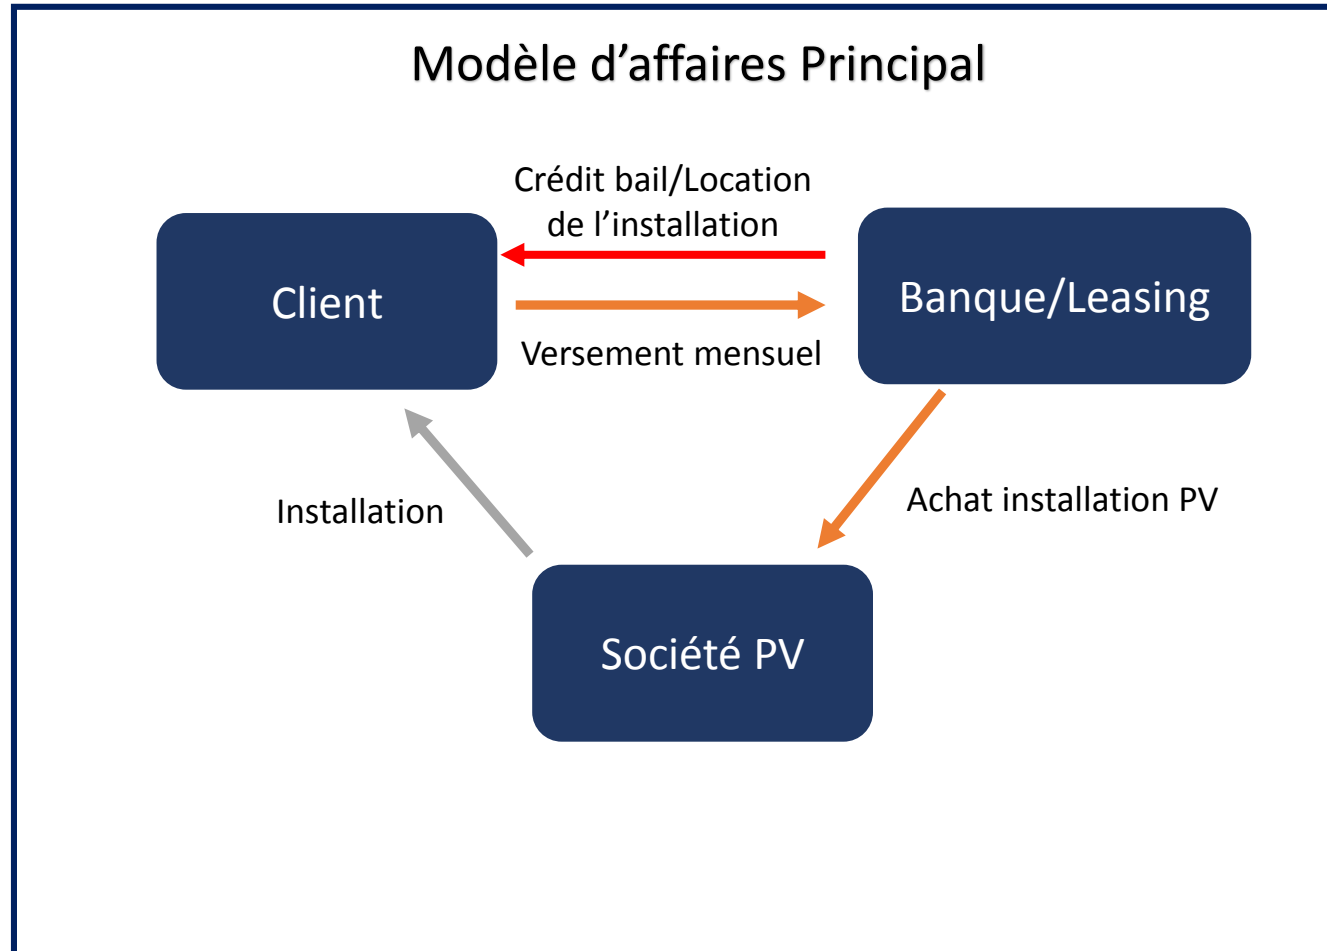 Modèle d’affaires Principal
Crédit bail/Location
de l’installation
Client
Banque/Leasing
Versement mensuel
Installation
Achat installation PV
Société PV